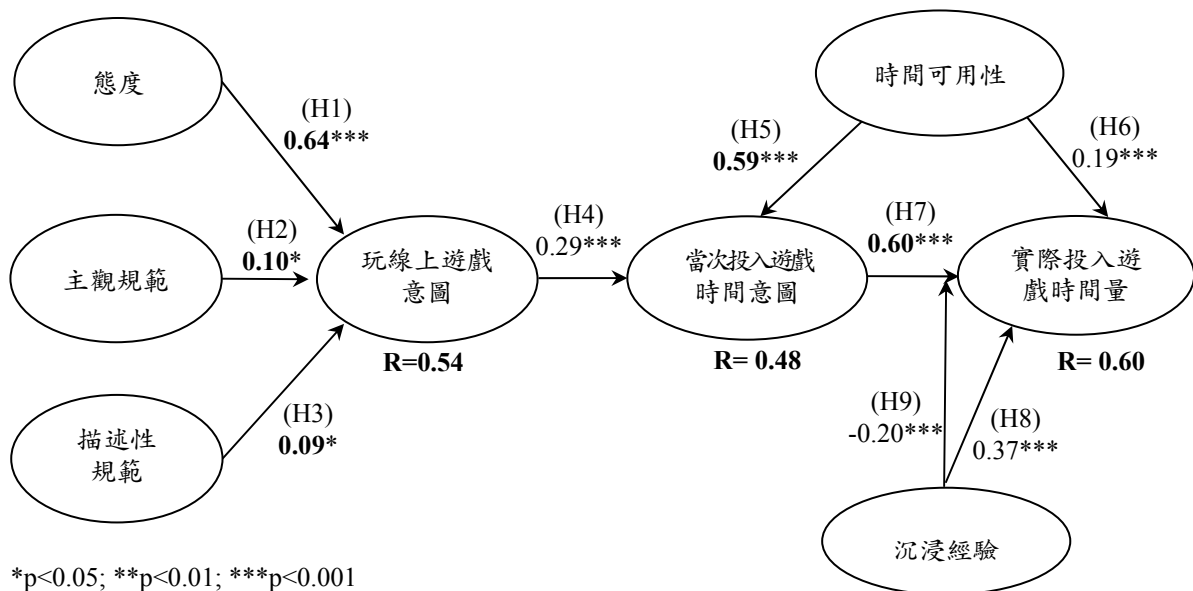 態度
時間可用性
(H1)
0.64***
(H5)
0.59***
(H6)
0.19***
主觀規範
(H2)
0.10*
玩線上遊戲
意圖
R=0.54
(H4)
0.29***
當次投入遊戲
時間意圖
R= 0.48
(H7)
0.60***
實際投入遊
戲時間量
R= 0.60
描述性
規範
(H3)
0.09*
(H9)
-0.20***
(H8)
0.37***
沉浸經驗
*p<0.05; **p<0.01; ***p<0.001